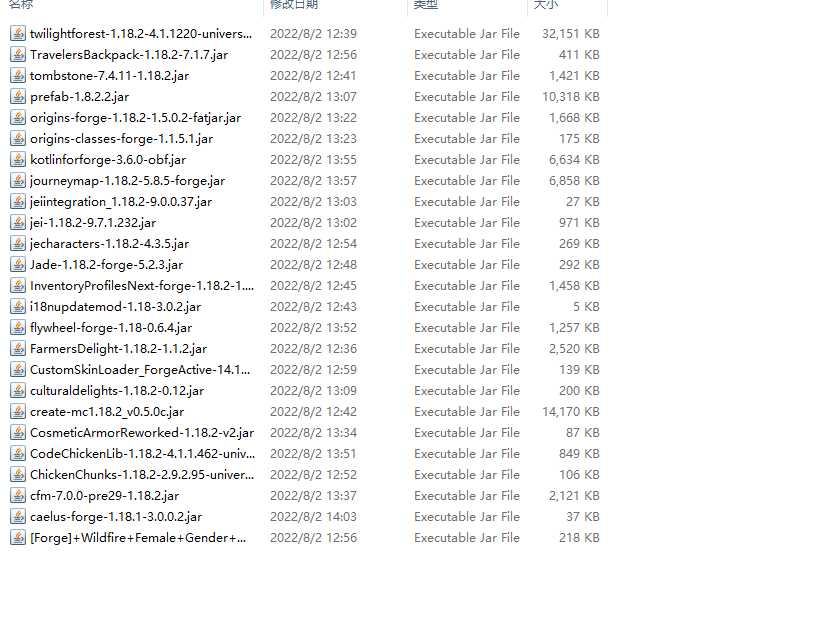 名称 修改日期 类型 大小
twilightforest-1.18.2-4.1.1220-univers... 2022/8/2 12:39 Executable Jar File 32,151 KB
TravelersBackpack-1.18.2-7.1.7.jar 2022/8/2 12:56 Executable Jar File 411 KB
tombstone-7.4.11-1.18.2.jar 2022/8/2 12:41 Executable Jar File 1,421 KB
prefab-1.8.2.2.jar 2022/8/2 13:07 Executable Jar File 10,318 KB
origins-forge-1.18.2-1.5.0.2-fatjar.jar 2022/8/2 13:22 Executable Jar File 1,668 KB
origins-classes-forge-1.1.5.1.jar 2022/8/2 13:23 Executable Jar File 175 KB
kotlinforforge-3.6.0-obf.jar 2022/8/2 13:55 Executable Jar File 6,634 KB
journeymap-1.18.2-5.8.5-forge.jar 2022/8/2 13:57 Executable Jar File 6,858 KB
jeiintegration_1.18.2-9.0.0.37.jar 2022/8/2 13:03 Executable Jar File 27 KB
jei-1.18.2-9.7.1.232.jar 2022/8/2 13:02 Executable Jar File 971 KB
jecharacters-1.18.2-4.3.5.jar 2022/8/2 12:54 Executable Jar File 269 KB
Jade-1.18.2-forge-5.2.3.jar 2022/8/2 12:48 Executable Jar File 292 KB
InventoryProfilesNext-forge-1.18.2-1.... 2022/8/2 12:45 Executable Jar File 1,458 KB
i18nupdatemod-1.18-3.0.2.jar 2022/8/2 12:43 Executable Jar File 5 KB
flywheel-forge-1.18-0.6.4.jar 2022/8/2 13:52 Executable Jar File 1,257 KB
FarmersDelight-1.18.2-1.1.2.jar 2022/8/2 12:36 Executable Jar File 2,520 KB
CustomSkinLoader_ForgeActive-14.1... 2022/8/2 12:59 Executable Jar File 139 KB
culturaldelights-1.18.2-0.12.jar 2022/8/2 13:09 Executable Jar File 200 KB
create-mc1.18.2_v0.5.0c.jar 2022/8/2 12:42 Executable Jar File 14,170 KB
CosmeticArmorReworked-1.18.2-v2.jar 2022/8/2 13:34 Executable Jar File 87 KB
CodeChickenLib-1.18.2-4.1.1.462-univ... 2022/8/2 13:51 Executable Jar File 849 KB
ChickenChunks-1.18.2-2.9.2.95-univer... 2022/8/2 12:52 Executable Jar File 106 KB
cfm-7.0.0-pre29-1.18.2.jar 2022/8/2 13:37 Executable Jar File 2,121 KB
caelus-forge-1.18.1-3.0.0.2.jar 2022/8/2 14:03 Executable Jar File 37 KB
[Forge]+Wildfire+Female+Gender+... 2022/8/2 12:56 Executable Jar File 218 KB